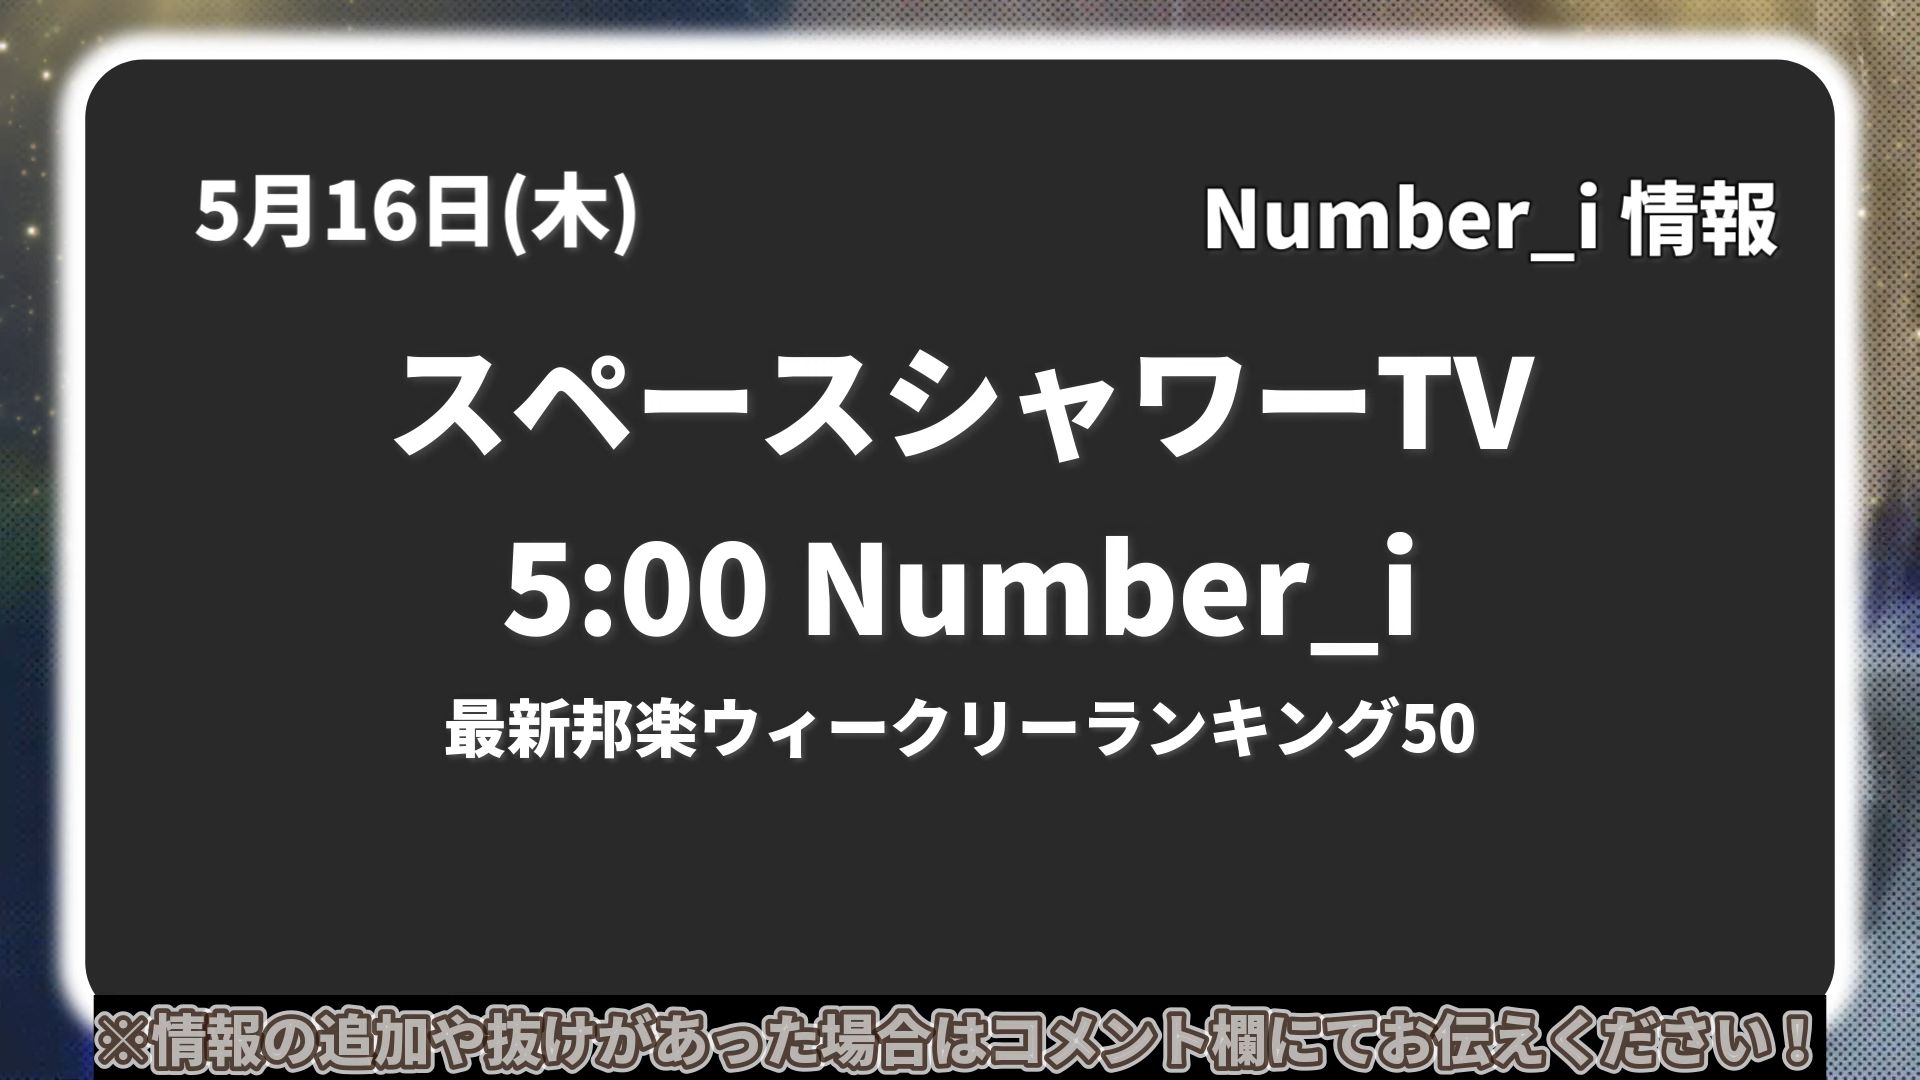 5月16日(木)
Number_i 情報
スペースシャワーTV
5:00 Number_i
最新邦楽ウィークリーランキング50
※情報の追加や抜けがあった場合はコメント欄にてお伝えください！